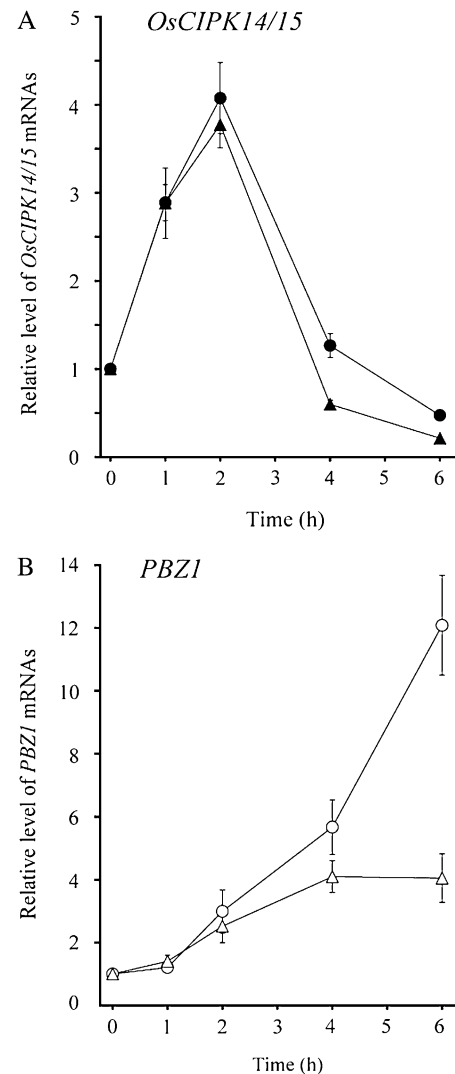 A
OsCIPK14/15
Relative level of OsCIPK14/15 mRNAs
5
4
3
2
1
0
0 1 2 3 4 5 6
Time (h)
B
PBZ1
Relative level of PBZ1 mRNAs
14
12
10
8
6
4
2
0
0 1 2 3 4 5 6
Time (h)